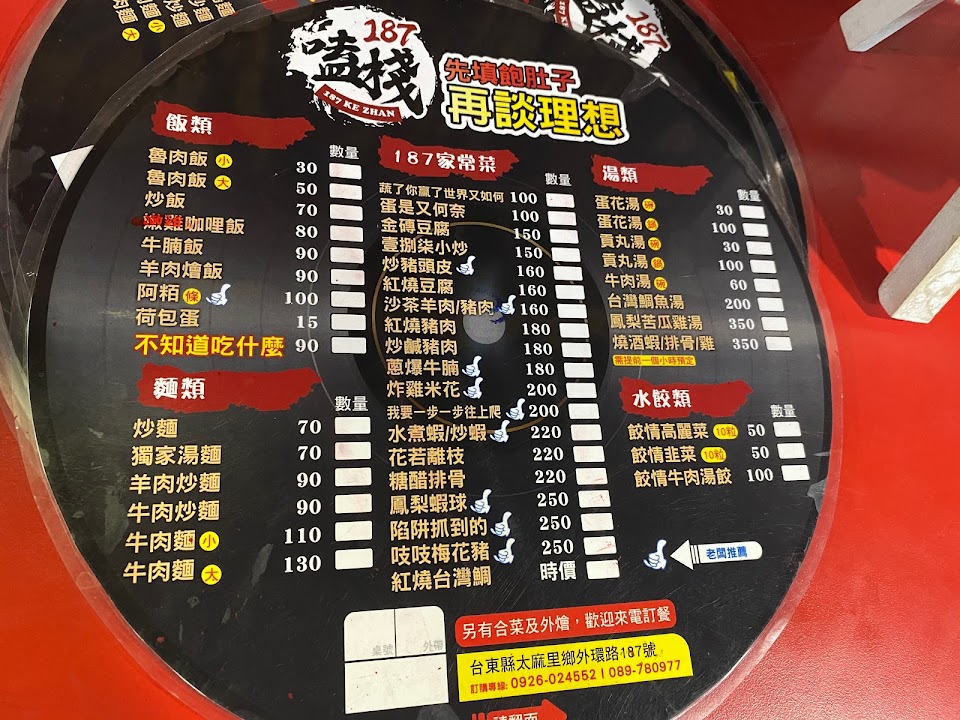 187
嗑棧
187 KE ZHAN
先填飽肚子
再談理想
飯類
數量
魯肉飯 小 30
魯肉飯 大 50
炒飯 70
嫩雞咖哩飯 80
牛腩飯 90
羊肉燴飯 90
阿粨 條 100
荷包蛋 15
不知道吃什麼 90
麵類
數量
炒麵 70
獨家湯麵 70
羊肉炒麵 90
牛肉炒麵 90
牛肉麵 小 110
牛肉麵 大 130
187家常菜
數量
蔬了你贏了世界又如何 100
蛋是又何奈 100
金磚豆腐 150
壹捌柒小炒 150
炒豬頭皮 160
紅燒豆腐 160
沙茶羊肉/豬肉 160
紅燒豬肉 180
炒鹹豬肉 180
蔥爆牛腩 180
炸雞米花 200
我要一步一步往上爬 200
水煮蝦/炒蝦 220
花若離枝 220
糖醋排骨 220
鳳梨蝦球 250
陷阱抓到的 250
吱吱梅花豬 250
紅燒台灣鯛 時價
湯類
數量
蛋花湯 碗 30
蛋花湯 鍋 100
貢丸湯 碗 30
貢丸湯 鍋 100
牛肉湯 碗 60
台灣鯛魚湯 200
鳳梨苦瓜雞湯 350
燒酒蝦/排骨/雞 350
需提前一個小時預定
水餃類
數量
餃情高麗菜 10粒 50
餃情韭菜 10粒 50
餃情牛肉湯餃 100
老闆推薦
桌號 外帶
另有合菜及外燴，歡迎來電訂餐
台東縣太麻里鄉外環路187號
訂購專線: 0926-024552 | 089-780977
請翻面
187